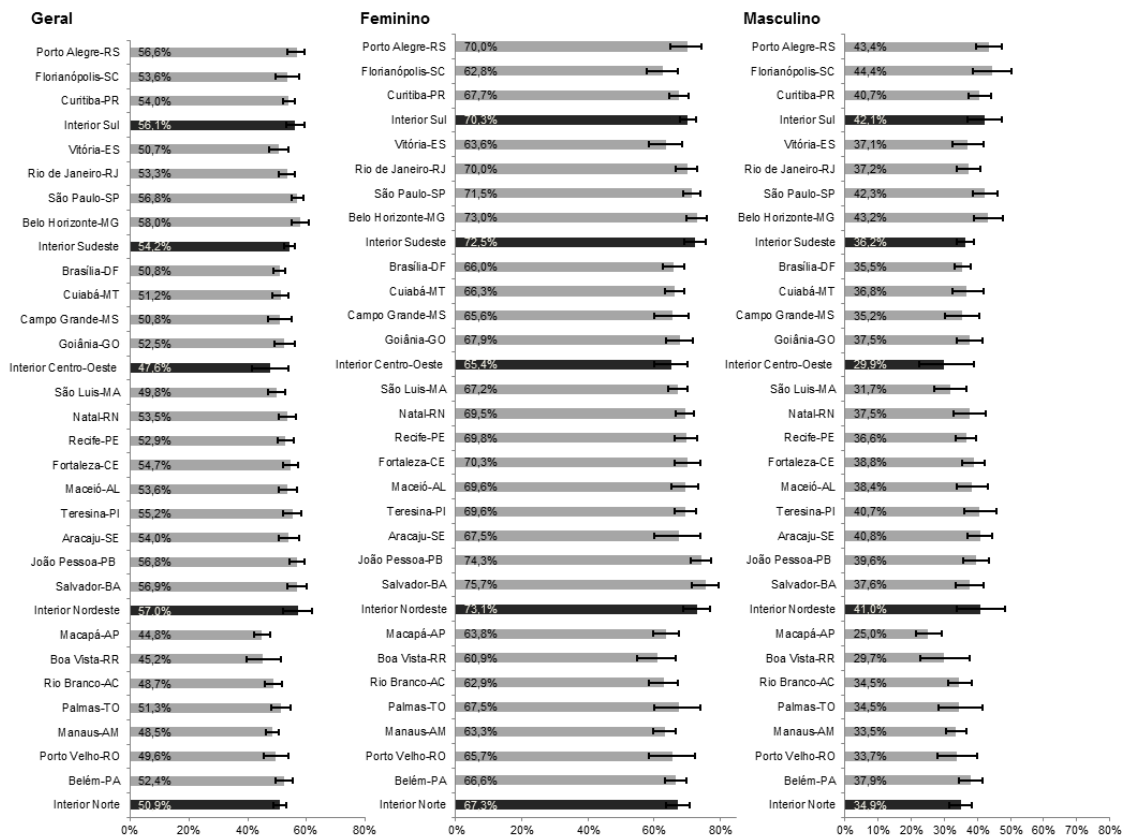 Geral Feminino Masculino
Porto Alegre-RS 56,6% Porto Alegre-RS 70,0% Porto Alegre-RS 43,4%
Florianópolis-SC 53,6% Florianópolis-SC 62,8% Florianópolis-SC 44,4%
Curitiba-PR 54,0% Curitiba-PR 67,7% Curitiba-PR 40,7%
Interior Sul 56,1% Interior Sul 70,3% Interior Sul 42,1%
Vitória-ES 50,7% Vitória-ES 63,6% Vitória-ES 37,1%
Rio de Janeiro-RJ 53,3% Rio de Janeiro-RJ 70,0% Rio de Janeiro-RJ 37,2%
São Paulo-SP 56,8% São Paulo-SP 71,5% São Paulo-SP 42,3%
Belo Horizonte-MG 58,0% Belo Horizonte-MG 73,0% Belo Horizonte-MG 43,2%
Interior Sudeste 54,2% Interior Sudeste 72,5% Interior Sudeste 36,2%
Brasília-DF 50,8% Brasília-DF 66,0% Brasília-DF 35,5%
Cuiabá-MT 51,2% Cuiabá-MT 66,3% Cuiabá-MT 36,8%
Campo Grande-MS 50,8% Campo Grande-MS 65,6% Campo Grande-MS 35,2%
Goiânia-GO 52,5% Goiânia-GO 67,9% Goiânia-GO 37,5%
Interior Centro-Oeste 47,6% Interior Centro-Oeste 65,4% Interior Centro-Oeste 29,9%
São Luis-MA 49,8% São Luis-MA 67,2% São Luis-MA 31,7%
Natal-RN 53,5% Natal-RN 69,5% Natal-RN 37,5%
Recife-PE 52,9% Recife-PE 69,8% Recife-PE 36,6%
Fortaleza-CE 54,7% Fortaleza-CE 70,3% Fortaleza-CE 38,8%
Maceió-AL 53,6% Maceió-AL 69,6% Maceió-AL 38,4%
Teresina-PI 55,2% Teresina-PI 69,6% Teresina-PI 40,7%
Aracaju-SE 54,0% Aracaju-SE 67,5% Aracaju-SE 40,8%
João Pessoa-PB 56,8% João Pessoa-PB 74,3% João Pessoa-PB 39,6%
Salvador-BA 56,9% Salvador-BA 75,7% Salvador-BA 37,6%
Interior Nordeste 57,0% Interior Nordeste 73,1% Interior Nordeste 41,0%
Macapá-AP 44,8% Macapá-AP 63,8% Macapá-AP 25,0%
Boa Vista-RR 45,2% Boa Vista-RR 60,9% Boa Vista-RR 29,7%
Rio Branco-AC 48,7% Rio Branco-AC 62,9% Rio Branco-AC 34,5%
Palmas-TO 51,3% Palmas-TO 67,5% Palmas-TO 34,5%
Manaus-AM 48,5% Manaus-AM 63,3% Manaus-AM 33,5%
Porto Velho-RO 49,6% Porto Velho-RO 65,7% Porto Velho-RO 33,7%
Belém-PA 52,4% Belém-PA 66,6% Belém-PA 37,9%
Interior Norte 50,9% Interior Norte 67,3% Interior Norte 34,9%
0% 20% 40% 60% 80% 0% 20% 40% 60% 80% 0% 10% 20% 30% 40% 50% 60% 70% 80%